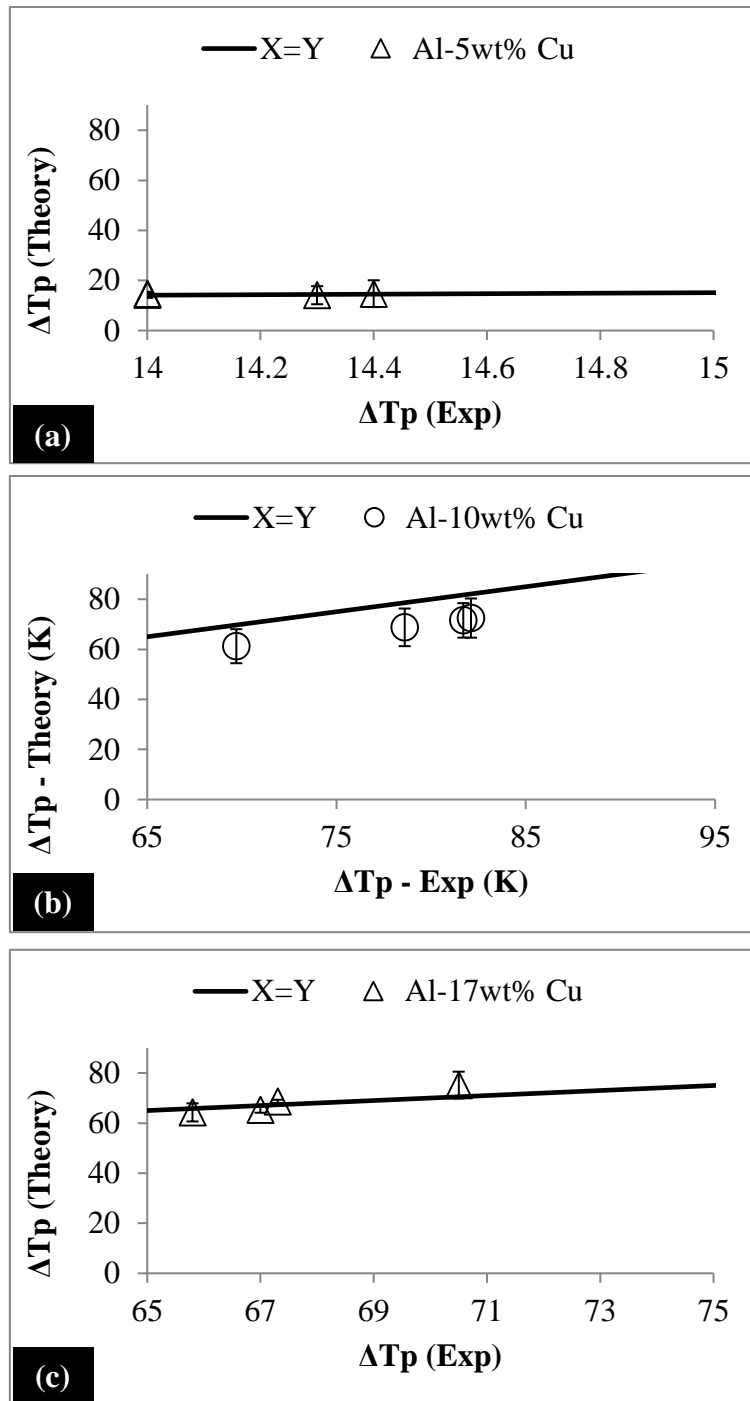 X=Y Al-5wt% Cu
ΔTp (Theory)
80
60
40
20
0
14 14.2 14.4 14.6 14.8 15
ΔTp (Exp)
(a)
X=Y Al-10wt% Cu
ΔTp - Theory (K)
80
60
40
20
0
65 75 85 95
ΔTp - Exp (K)
(b)
X=Y Al-17wt% Cu
ΔTp (Theory)
80
60
40
20
0
65 67 69 71 73 75
ΔTp (Exp)
(c)